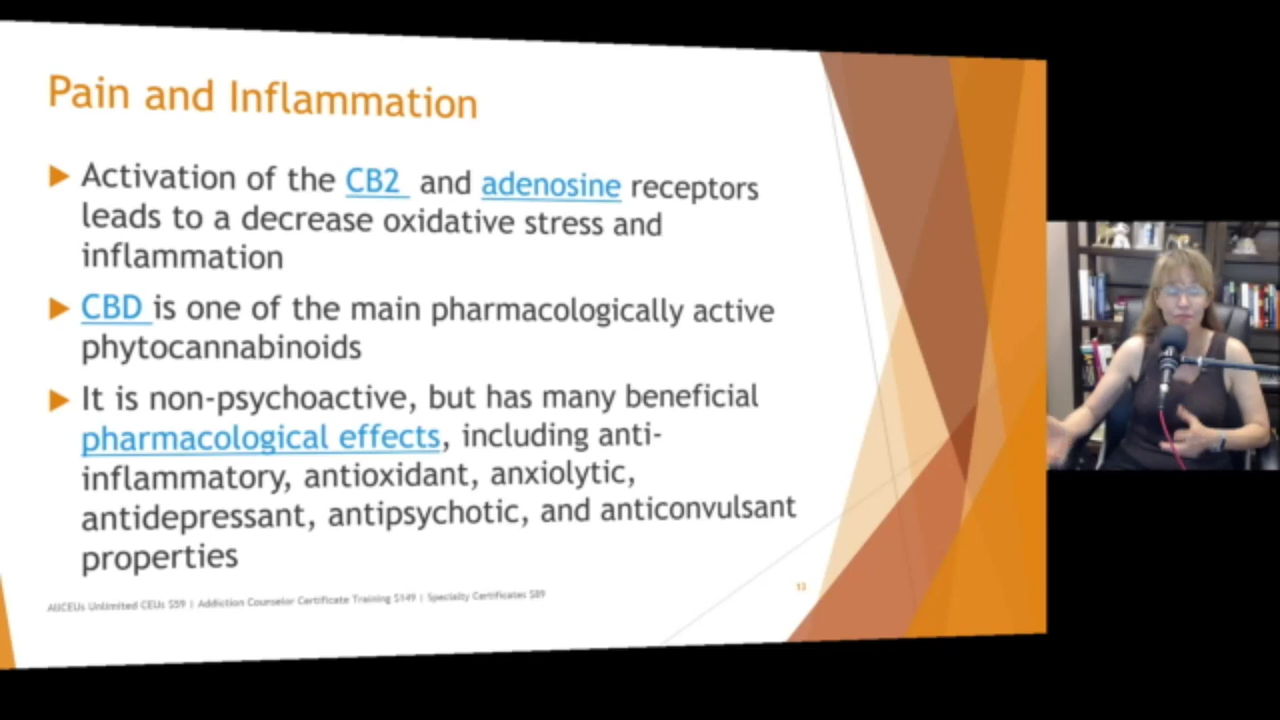 Pain and Inflammation
Activation of the CB2 and adenosine receptors
leads to a decrease oxidative stress and
inflammation
CBD is one of the main pharmacologically active
phytocannabinoids
It is non-psychoactive, but has many beneficial
pharmacological effects, including anti-
inflammatory, antioxidant, anxiolytic,
antidepressant, antipsychotic, and anticonvulsant
properties
AllCEUs Unlimited CEUs $59 | Addiction Counselor Certificate Training $149 | Specialty Certificates $89
13